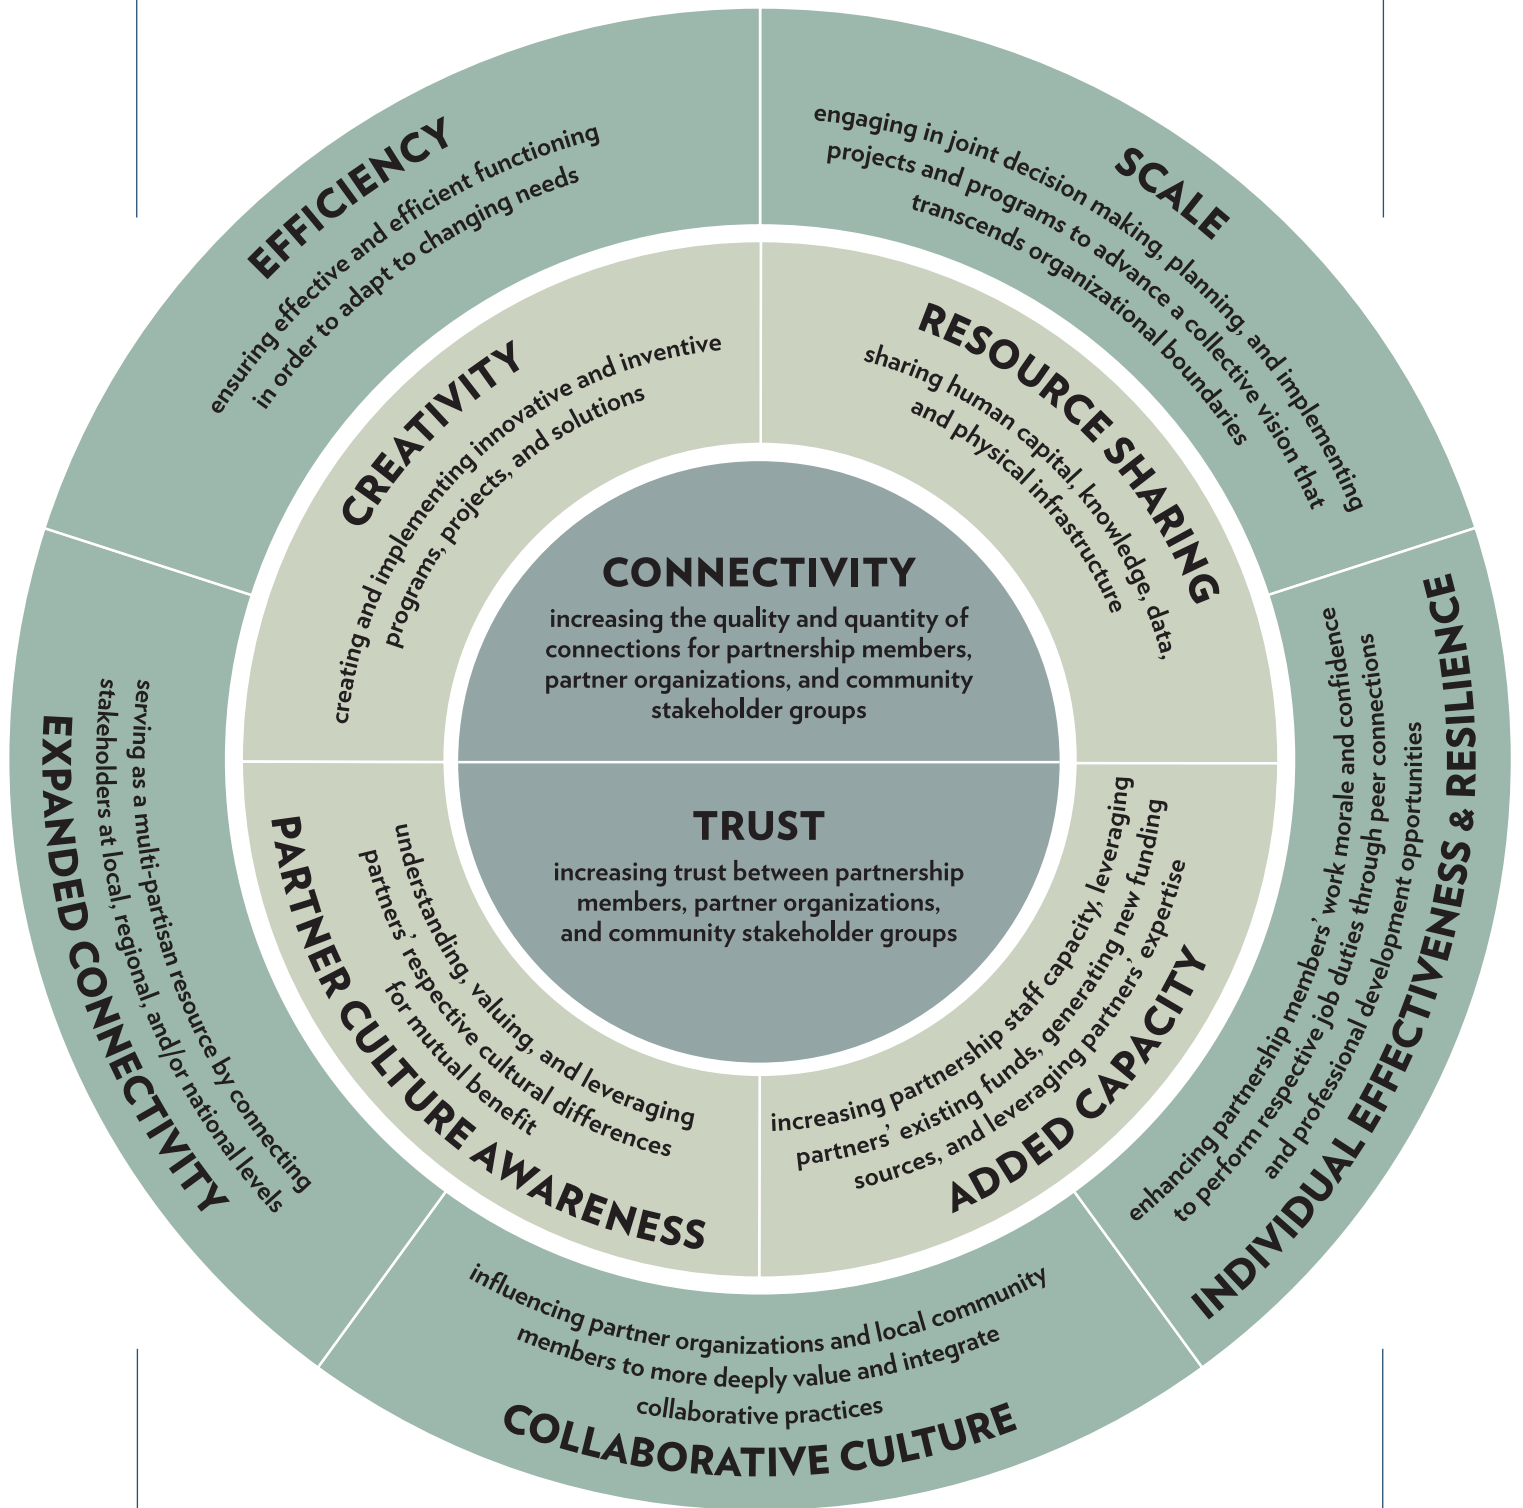 EFFICIENCY
ensuring effective and efficient functioning
in order to adapt to changing needs
SCALE
engaging in joint decision making, planning, and implementing
projects and programs to advance a collective vision that
transcends organizational boundaries
CREATIVITY
creating and implementing innovative and inventive
programs, projects, and solutions
RESOURCE SHARING
sharing human capital, knowledge, data,
and physical infrastructure
CONNECTIVITY
increasing the quality and quantity of
connections for partnership members,
partner organizations, and community
stakeholder groups
TRUST
increasing trust between partnership
members, partner organizations,
and community stakeholder groups
understanding, valuing, and leveraging
partners’ respective cultural differences
for mutual benefit
PARTNER CULTURE AWARENESS
increasing partnership staff capacity, leveraging
partners’ existing funds, generating new funding
sources, and leveraging partners’ expertise
ADDED CAPACITY
serving as a multi-partisan resource by connecting
stakeholders at local, regional, and/or national levels
EXPANDED CONNECTIVITY
enhancing partnership members’ work morale and confidence
to perform respective job duties through peer connections
and professional development opportunities
INDIVIDUAL EFFECTIVENESS & RESILIENCE
influencing partner organizations and local community
members to more deeply value and integrate
collaborative practices
COLLABORATIVE CULTURE